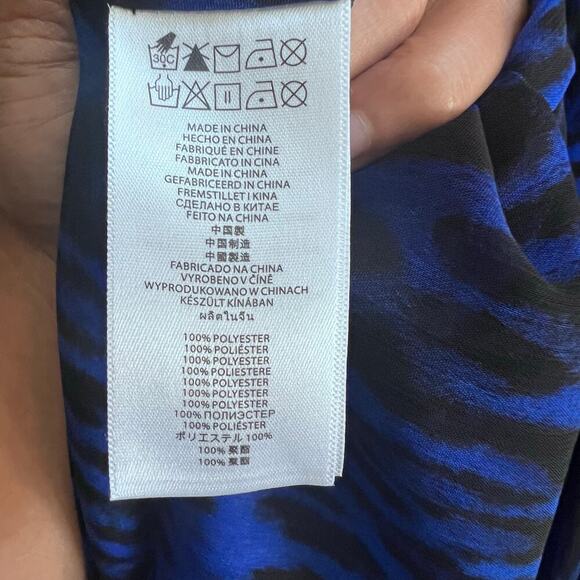 30C
MADE IN CHINA
HECHO EN CHINA
FABRIQUÉ EN CHINE
FABBRICATO IN CINA
MADE IN CHINA
GEFABRICEERD IN CHINA
FREMSTILLET I KINA
СДЕЛАНО В КИТАЕ
FEITO NA CHINA
中国製
中国制造
中國製造
FABRICADO NA CHINA
VYROBENO V ČÍNĚ
WYPRODUKOWANO W CHINACH
KÉSZÜLT KÍNÁBAN
ผลิตในจีน
100% POLYESTER
100% POLIÉSTER
100% POLYESTER
100% POLIESTERE
100% POLYESTER
100% POLYESTER
100% POLYESTER
100% ПОЛИЭСТЕР
100% POLIÉSTER
ポリエステル 100%
100% 聚酯
100% 聚酯